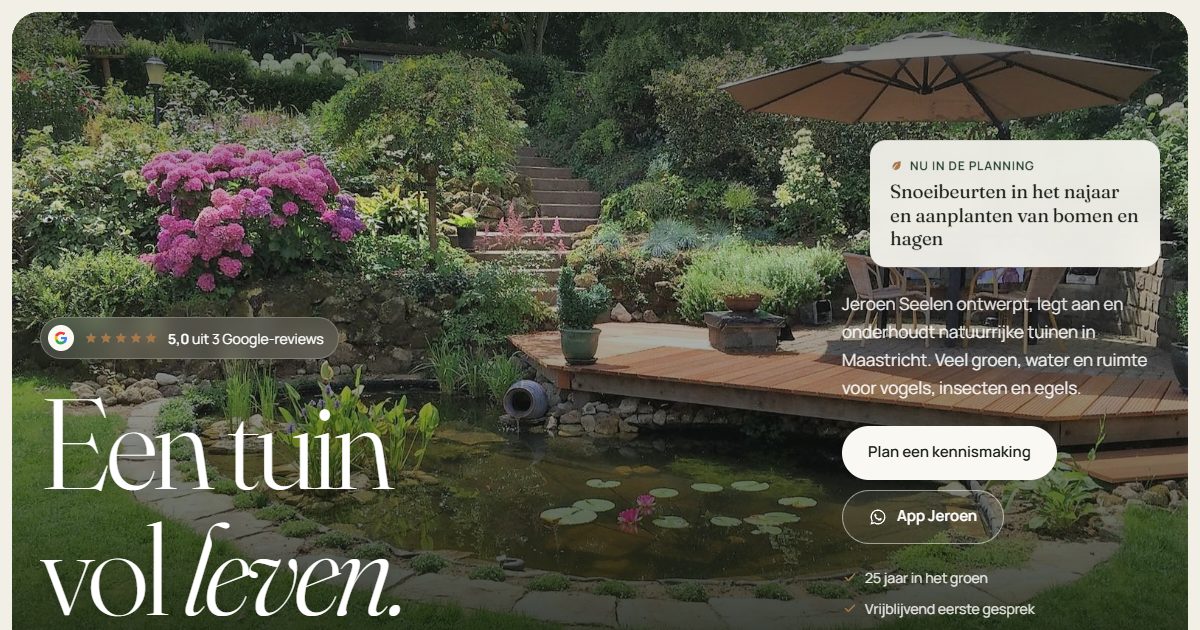 NU IN DE PLANNING
Snoeibeurten in het najaar
en aanplanten van bomen en
hagen
Jeroen Seelen ontwerpt, legt aan en
onderhoudt natuurrijke tuinen in
Maastricht. Veel groen, water en ruimte
voor vogels, insecten en egels.
5,0 uit 3 Google-reviews
Een tuin
vol leven.
Plan een kennismaking
App Jeroen
25 jaar in het groen
Vrijblijvend eerste gesprek